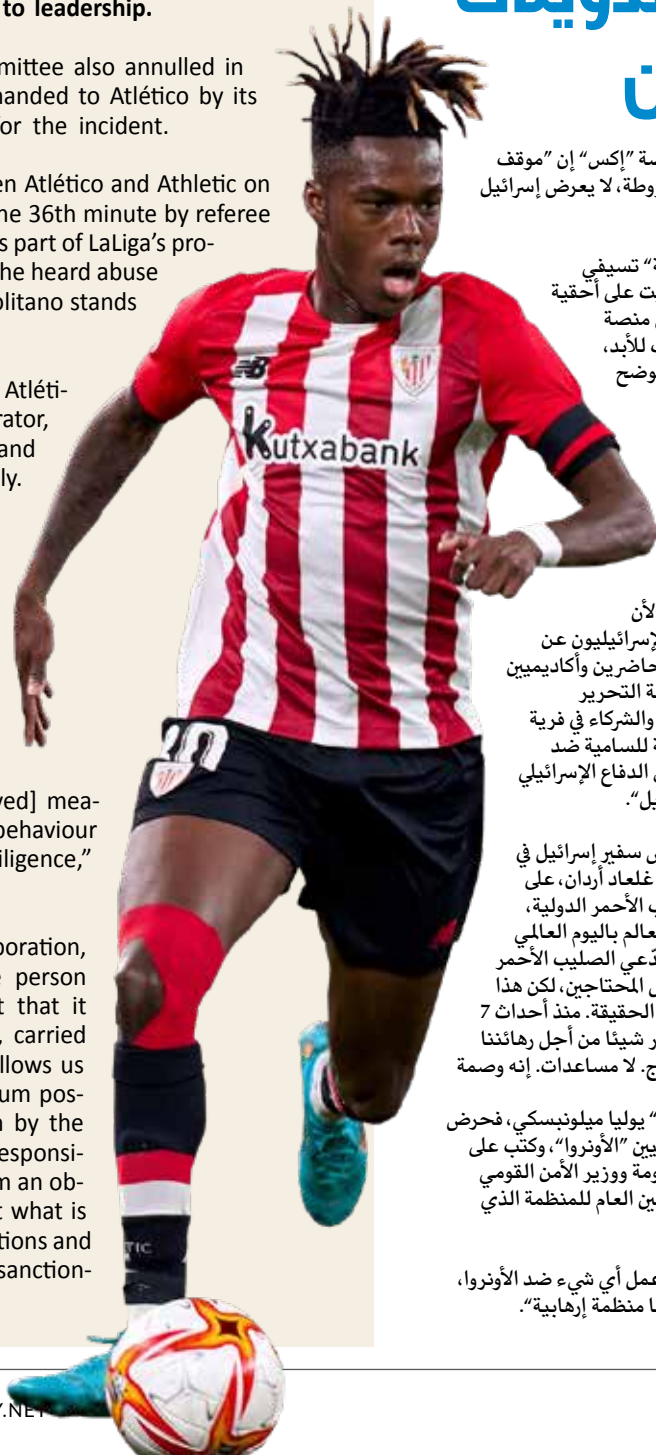 to leadership.
mittee also annulled in
handed to Atlético by its
for the incident.
en Atlético and Athletic on
he 36th minute by referee
s part of LaLiga’s pro-
he heard abuse
olitano stands
Atléti-
rator,
and
ly.
ved] mea-
behaviour
iligence,”
poration,
person
t that it
, carried
llows us
um pos-
by the
esponsi-
m an ob-
t what is
tions and
sanction-
Kutxabank
10
صة ”إكس“ إن ”موقف
روطة، لا يعرض إسرائيل
ة“ تسيفي
يت على أحقية
منصة
للأبد،
وضح
لأن
لإسرائيليون عن
حاضرين وأكاديميين
ة التحرير
والشركاء في فرية
ة للسامية ضد
الدفاع الإسرائيلي
يل“.
سفير إسرائيل في
غلعاد أردان، على
ب الأحمر الدولية،
عالم باليوم العالمي
دّعي الصليب الأحمر
المحتاجين، لكن هذا
الحقيقة. منذ أحداث 7
ر شيئا من أجل رهائننا
ج. لا مساعدات. إنه وصمة
“ يوليا ميلونبسكي، فحرض
يين ”الأونروا“، وكتب على
ومة ووزير الأمن القومي
ين العام للمنظمة الذي
عمل أي شيء ضد الأونروا،
ا منظمة إرهابية“.